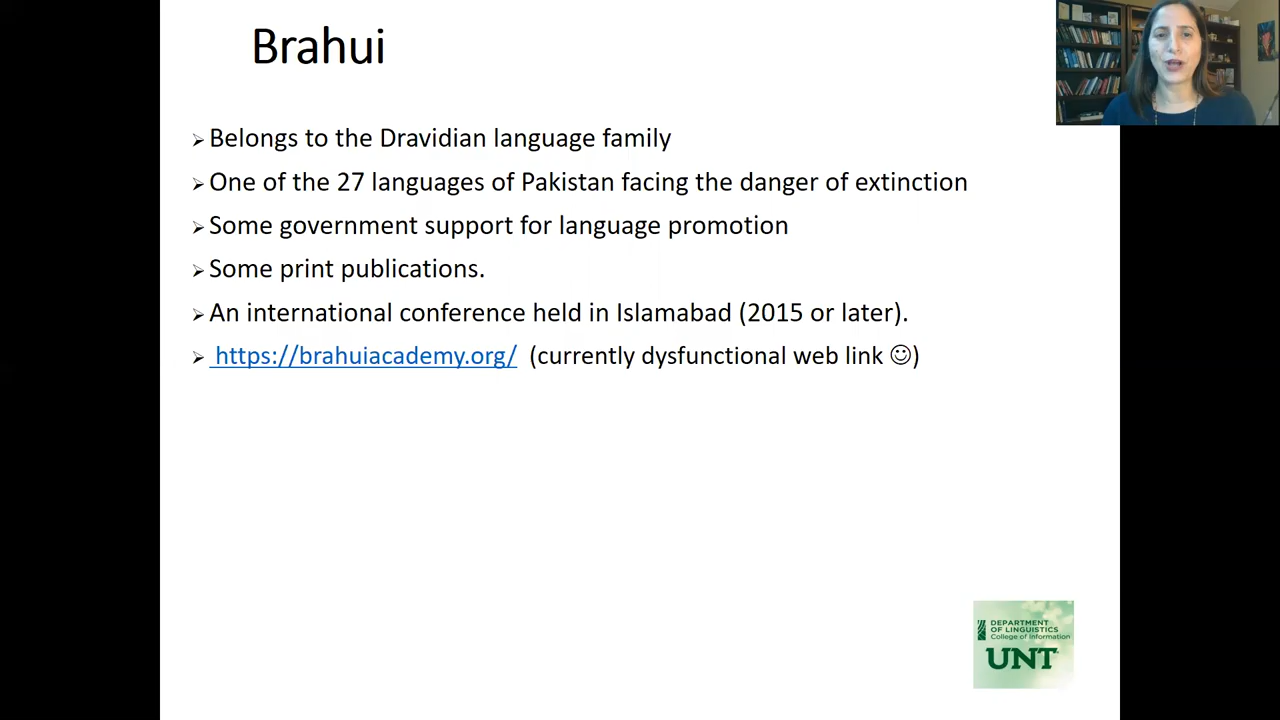 Brahui
Belongs to the Dravidian language family
One of the 27 languages of Pakistan facing the danger of extinction
Some government support for language promotion
Some print publications.
An international conference held in Islamabad (2015 or later).
https://brahuiacademy.org/ (currently dysfunctional web link ☺)
DEPARTMENT
OF LINGUISTICS
College of Information
UNT